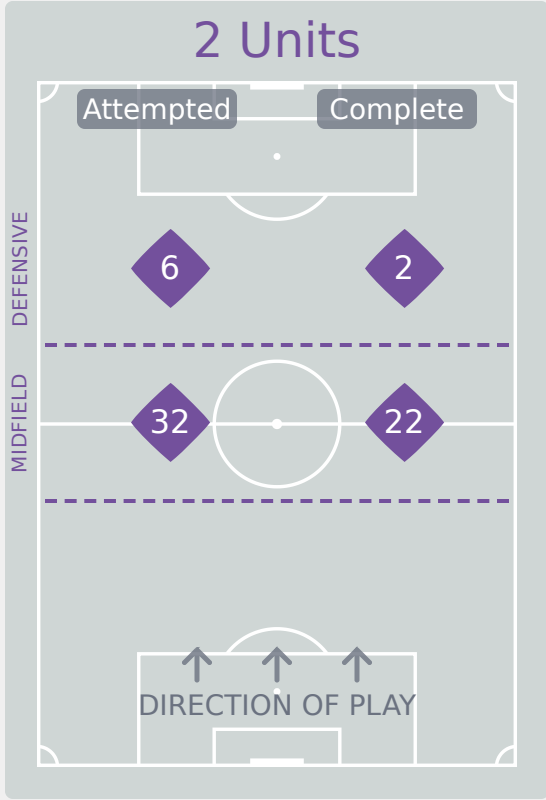 2 Units
Attempted Complete
DEFENSIVE
6 2
MIDFIELD
32 22
DIRECTION OF PLAY